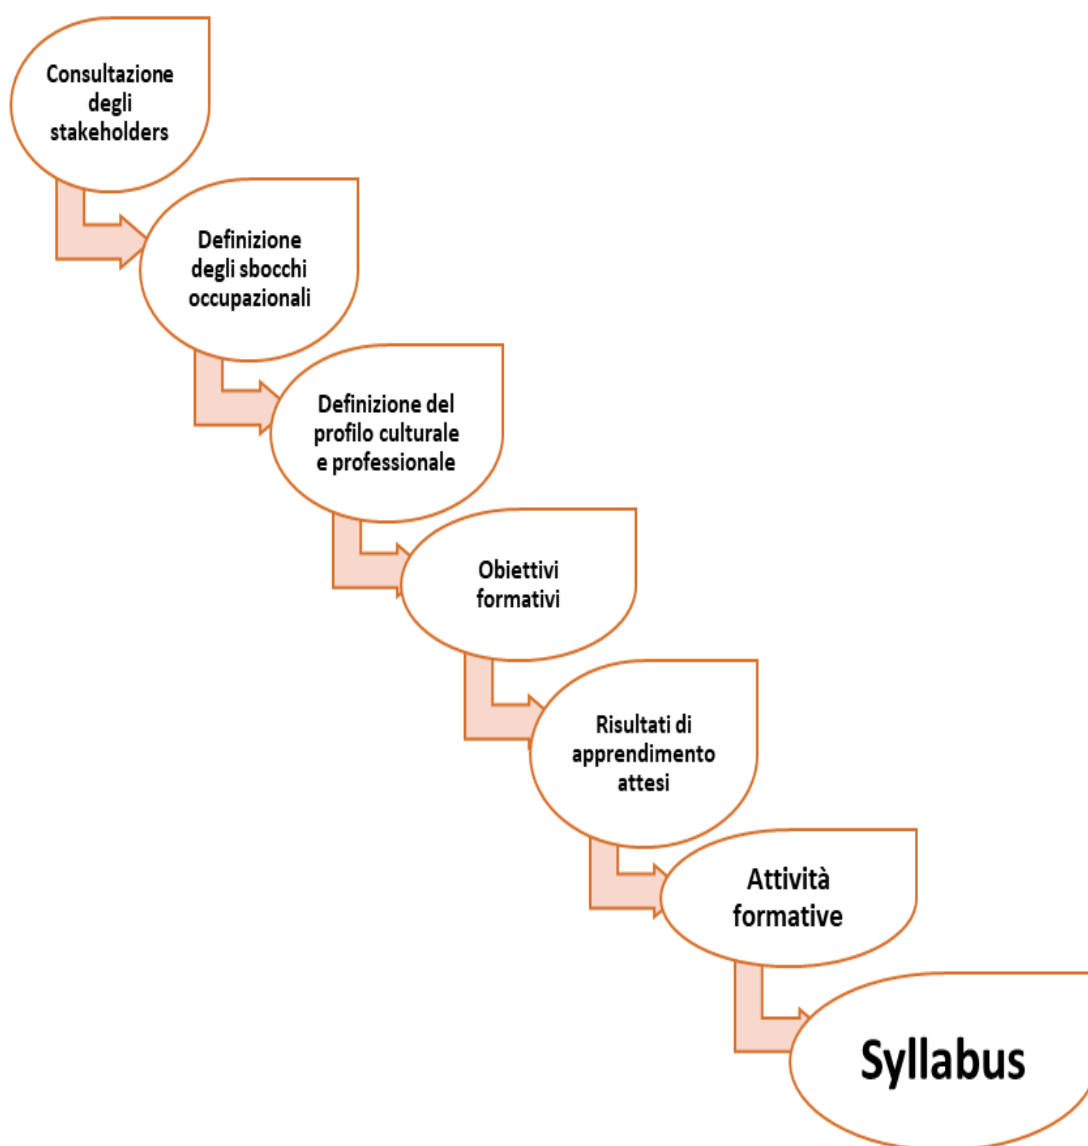 Consultazione
degli
stakeholders
Definizione
degli sbocchi
occupazionali
Definizione del
profilo culturale
e professionale
Obiettivi
formativi
Risultati di
apprendimento
attesi
Attività
formative
Syllabus